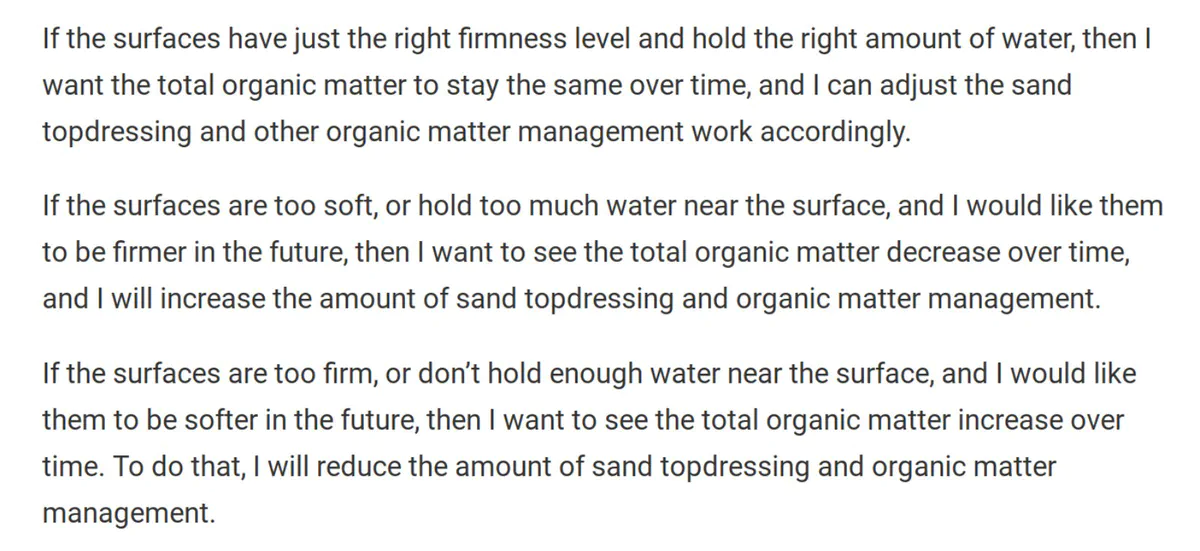 If the surfaces have just the right firmness level and hold the right amount of water, then I
want the total organic matter to stay the same over time, and I can adjust the sand
topdressing and other organic matter management work accordingly.
If the surfaces are too soft, or hold too much water near the surface, and I would like them
to be firmer in the future, then I want to see the total organic matter decrease over time,
and I will increase the amount of sand topdressing and organic matter management.
If the surfaces are too firm, or don’t hold enough water near the surface, and I would like
them to be softer in the future, then I want to see the total organic matter increase over
time. To do that, I will reduce the amount of sand topdressing and organic matter
management.